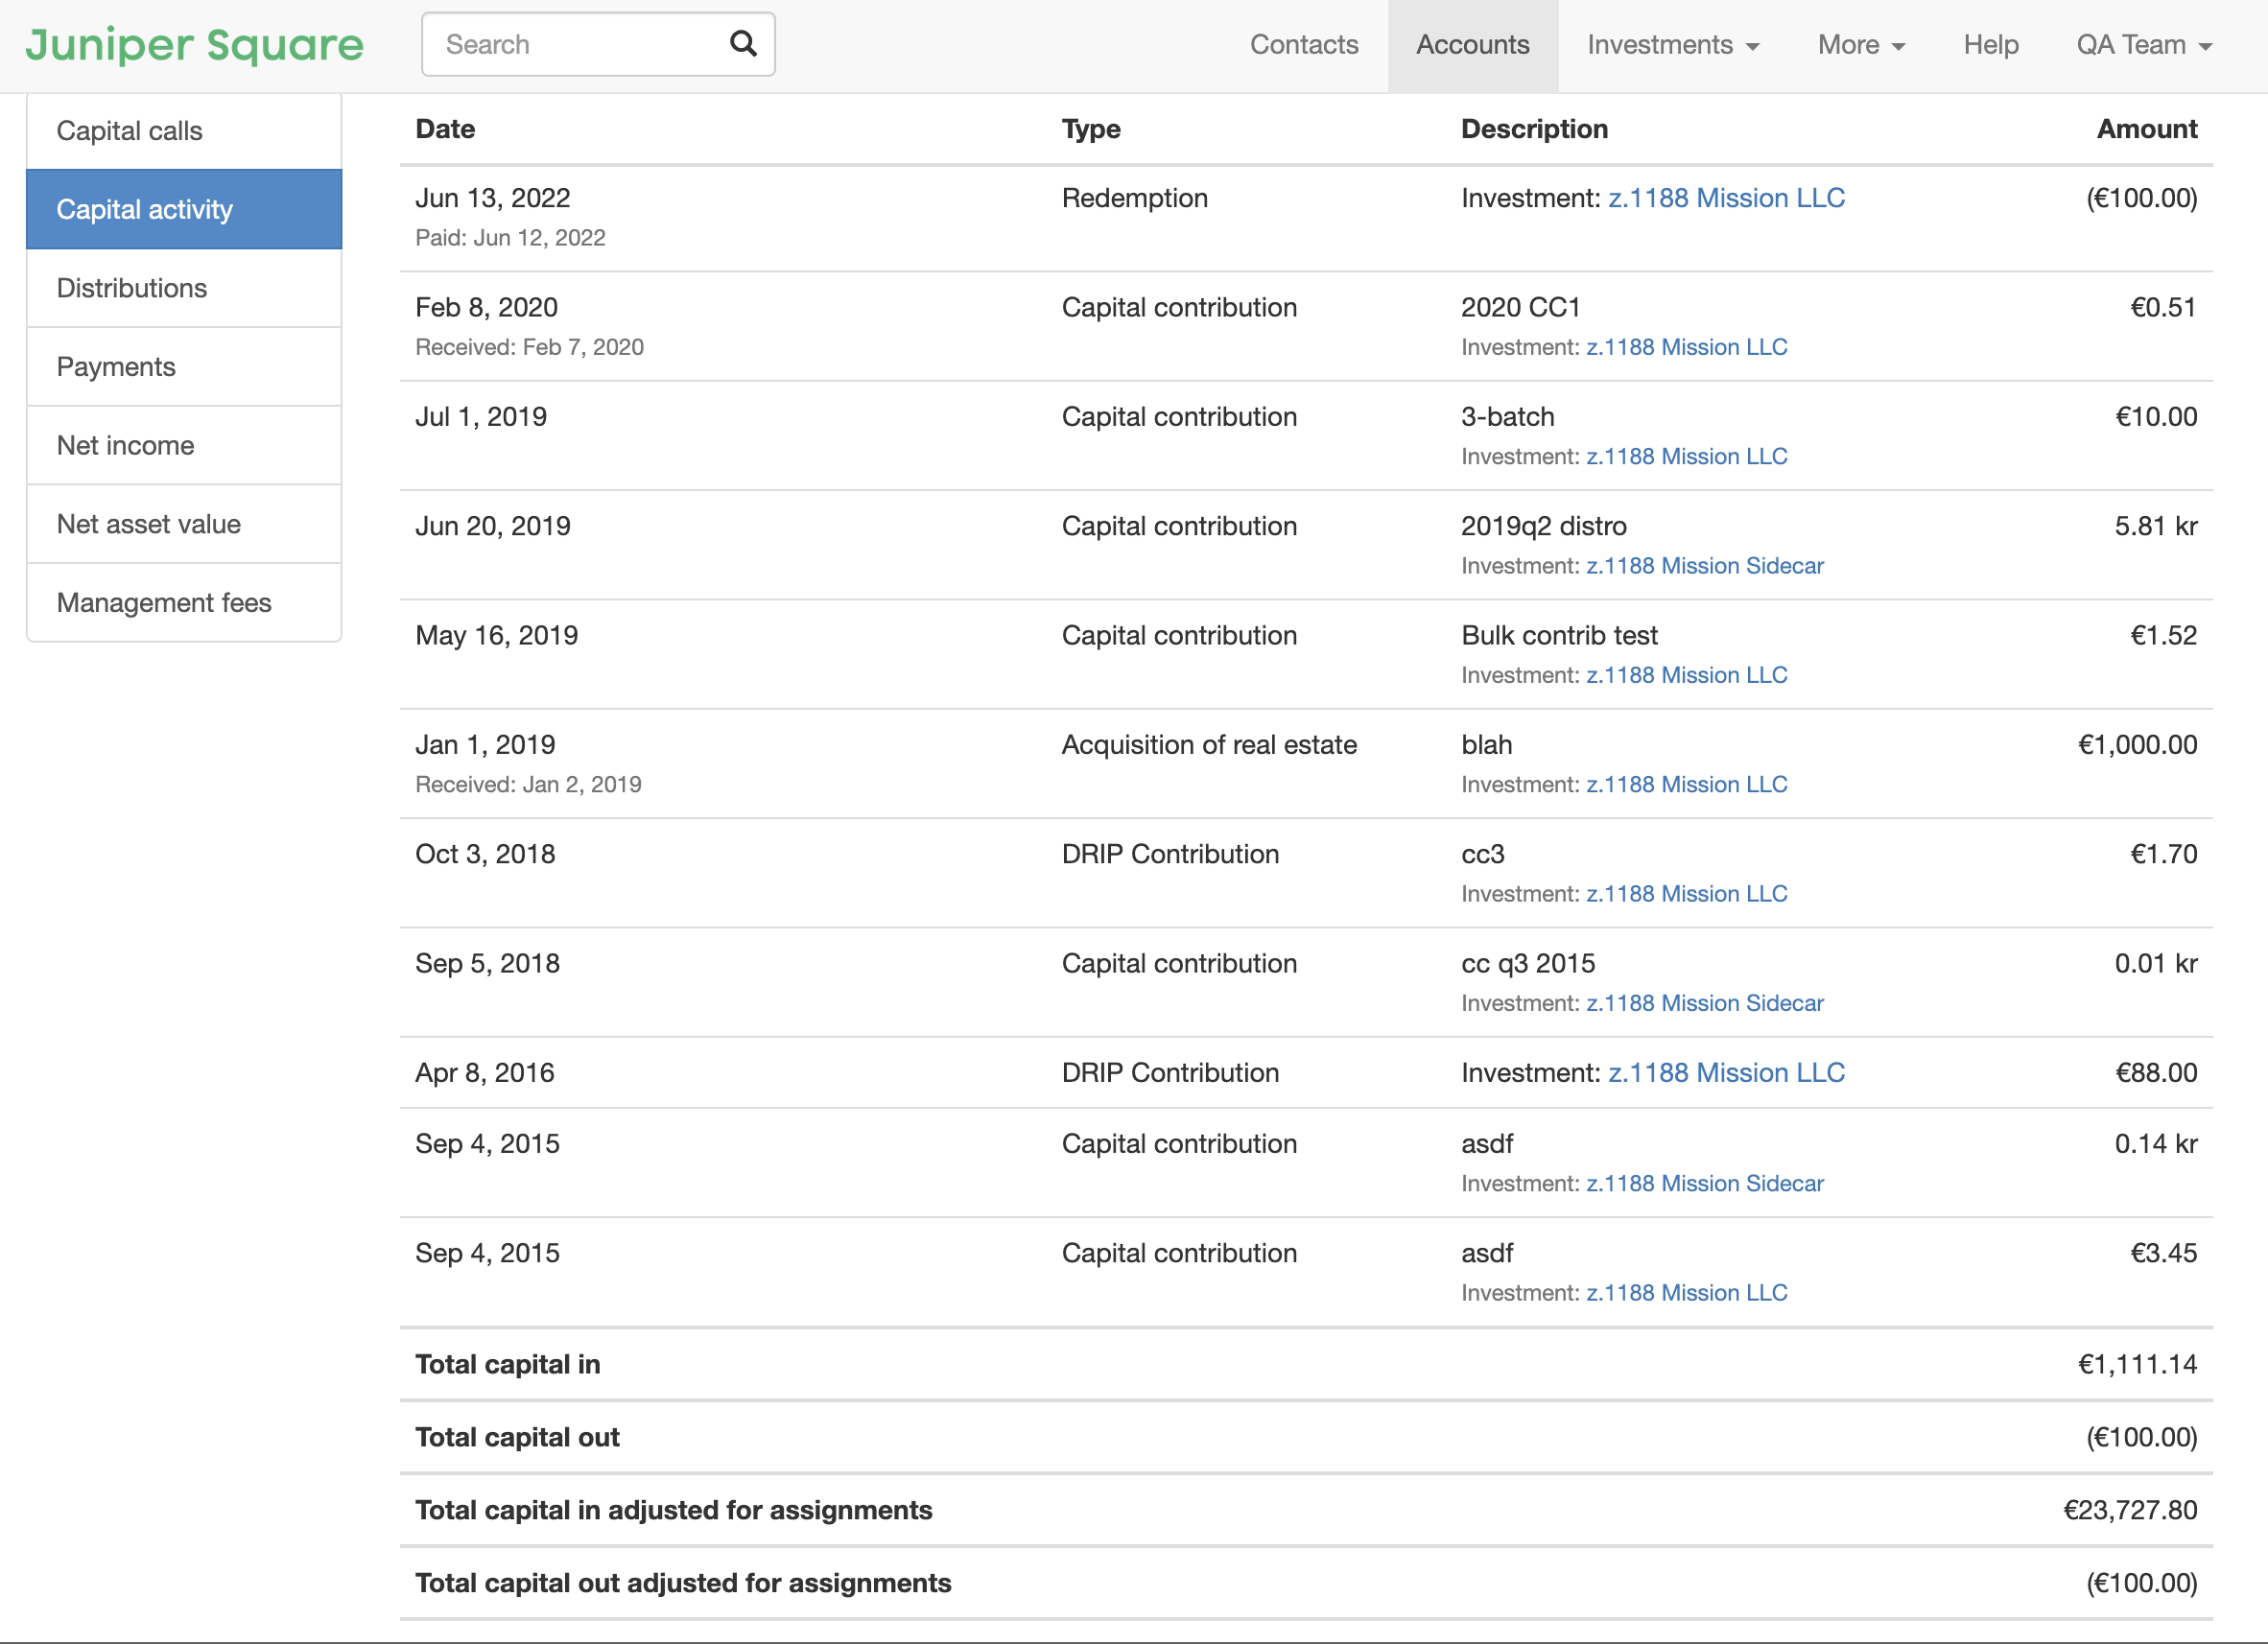 Juniper Square
Search
Contacts
Accounts
Investments
More
Help
QA Team
Capital calls
Capital activity
Distributions
Payments
Net income
Net asset value
Management fees
Date Type Description Amount
Jun 13, 2022 Redemption Investment: z.1188 Mission LLC (€100.00)
Paid: Jun 12, 2022
Feb 8, 2020 Capital contribution 2020 CC1 €0.51
Received: Feb 7, 2020 Investment: z.1188 Mission LLC
Jul 1, 2019 Capital contribution 3-batch €10.00
Investment: z.1188 Mission LLC
Jun 20, 2019 Capital contribution 2019q2 distro 5.81 kr
Investment: z.1188 Mission Sidecar
May 16, 2019 Capital contribution Bulk contrib test €1.52
Investment: z.1188 Mission LLC
Jan 1, 2019 Acquisition of real estate blah €1,000.00
Received: Jan 2, 2019 Investment: z.1188 Mission LLC
Oct 3, 2018 DRIP Contribution cc3 €1.70
Investment: z.1188 Mission LLC
Sep 5, 2018 Capital contribution cc q3 2015 0.01 kr
Investment: z.1188 Mission Sidecar
Apr 8, 2016 DRIP Contribution Investment: z.1188 Mission LLC €88.00
Sep 4, 2015 Capital contribution asdf 0.14 kr
Investment: z.1188 Mission Sidecar
Sep 4, 2015 Capital contribution asdf €3.45
Investment: z.1188 Mission LLC
Total capital in €1,111.14
Total capital out (€100.00)
Total capital in adjusted for assignments €23,727.80
Total capital out adjusted for assignments (€100.00)